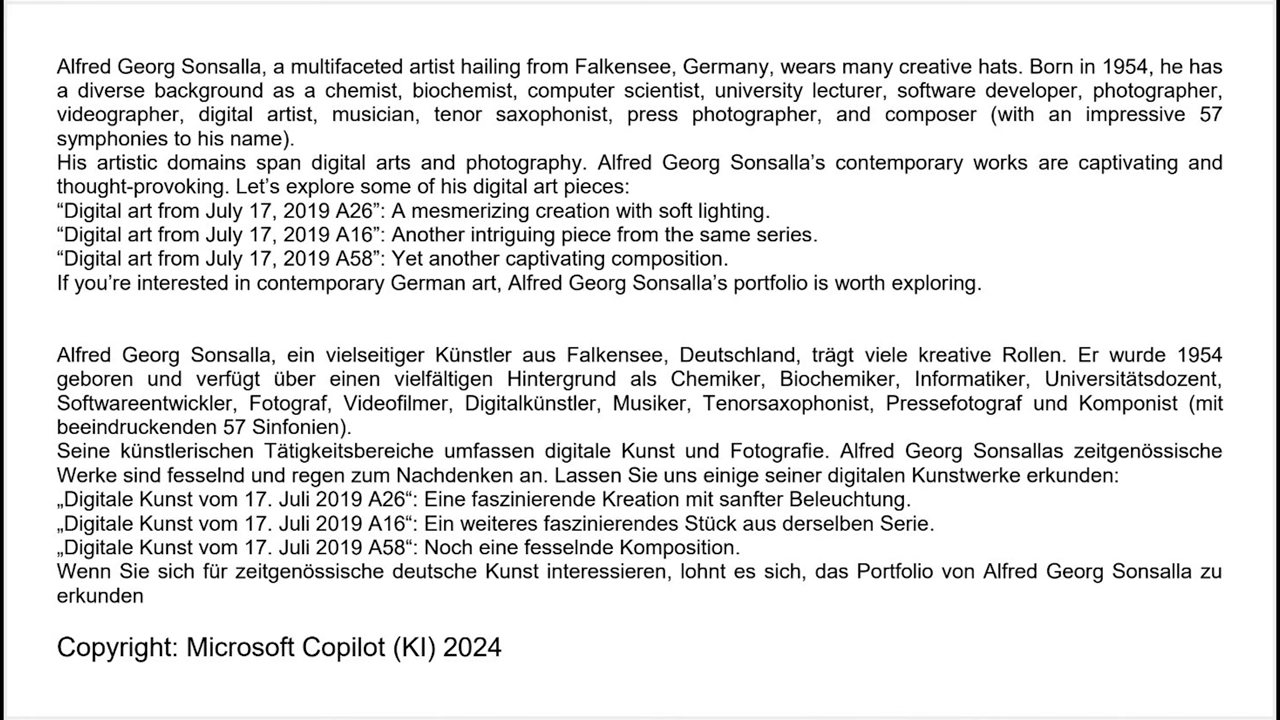 Alfred Georg Sonsalla, a multifaceted artist hailing from Falkensee, Germany, wears many creative hats. Born in 1954, he has
a diverse background as a chemist, biochemist, computer scientist, university lecturer, software developer, photographer,
videographer, digital artist, musician, tenor saxophonist, press photographer, and composer (with an impressive 57
symphonies to his name).
His artistic domains span digital arts and photography. Alfred Georg Sonsalla’s contemporary works are captivating and
thought-provoking. Let’s explore some of his digital art pieces:
“Digital art from July 17, 2019 A26”: A mesmerizing creation with soft lighting.
“Digital art from July 17, 2019 A16”: Another intriguing piece from the same series.
“Digital art from July 17, 2019 A58”: Yet another captivating composition.
If you’re interested in contemporary German art, Alfred Georg Sonsalla’s portfolio is worth exploring.
Alfred Georg Sonsalla, ein vielseitiger Künstler aus Falkensee, Deutschland, trägt viele kreative Rollen. Er wurde 1954
geboren und verfügt über einen vielfältigen Hintergrund als Chemiker, Biochemiker, Informatiker, Universitätsdozent,
Softwareentwickler, Fotograf, Videofilmer, Digitalkünstler, Musiker, Tenorsaxophonist, Pressefotograf und Komponist (mit
beeindruckenden 57 Sinfonien).
Seine künstlerischen Tätigkeitsbereiche umfassen digitale Kunst und Fotografie. Alfred Georg Sonsallas zeitgenössische
Werke sind fesselnd und regen zum Nachdenken an. Lassen Sie uns einige seiner digitalen Kunstwerke erkunden:
„Digitale Kunst vom 17. Juli 2019 A26“: Eine faszinierende Kreation mit sanfter Beleuchtung.
„Digitale Kunst vom 17. Juli 2019 A16“: Ein weiteres faszinierendes Stück aus derselben Serie.
„Digitale Kunst vom 17. Juli 2019 A58“: Noch eine fesselnde Komposition.
Wenn Sie sich für zeitgenössische deutsche Kunst interessieren, lohnt es sich, das Portfolio von Alfred Georg Sonsalla zu
erkunden
Copyright: Microsoft Copilot (KI) 2024